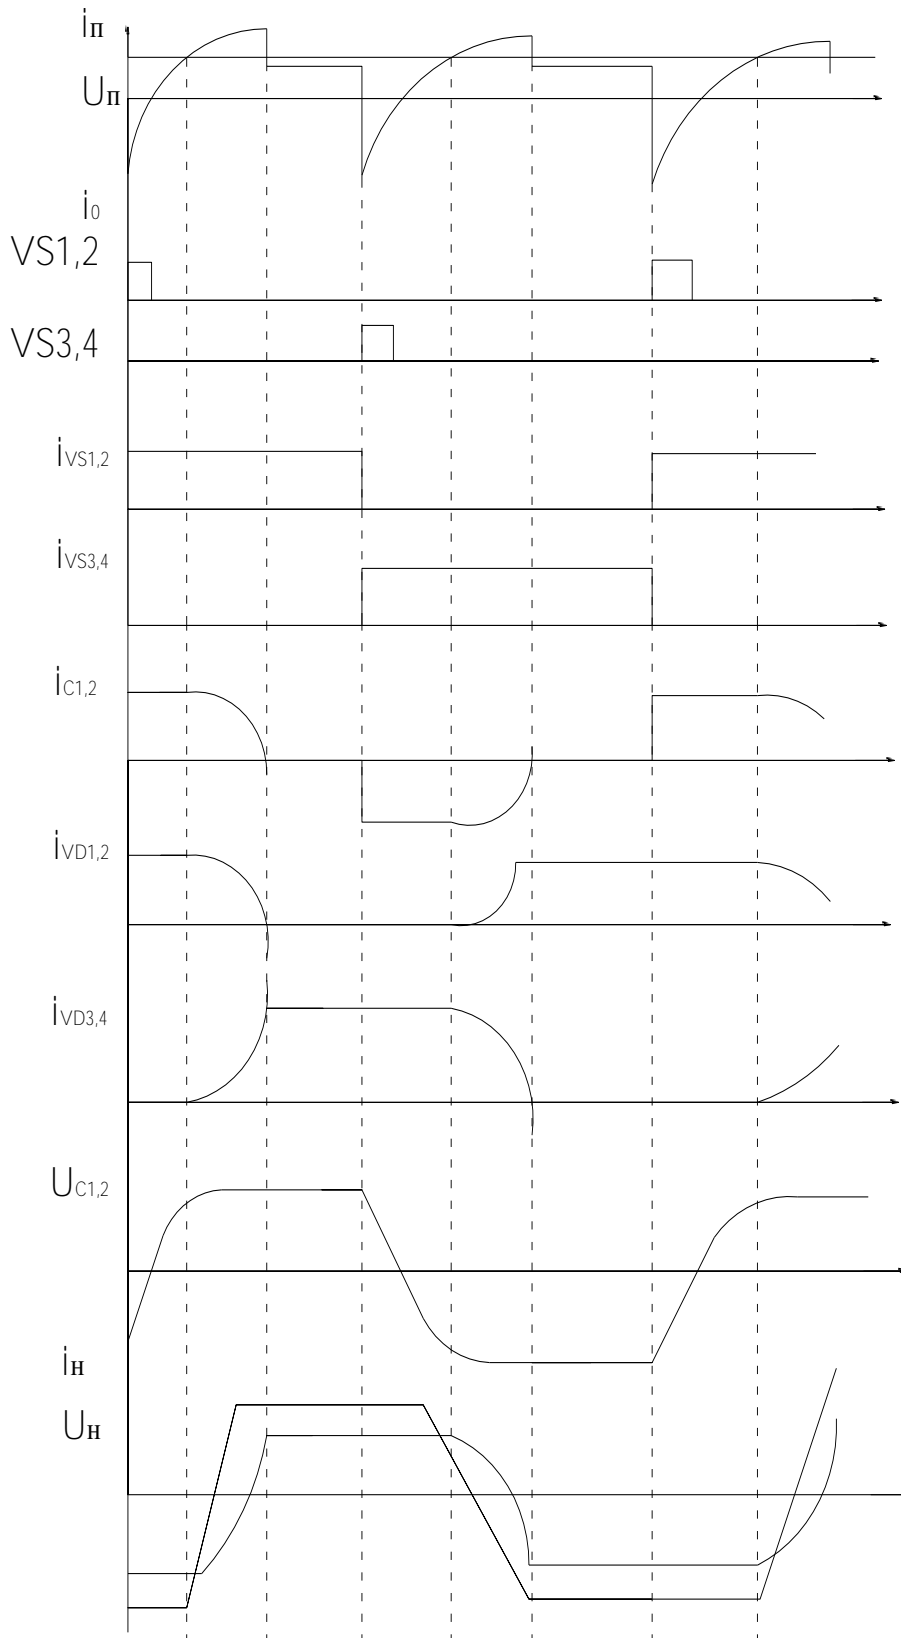 iп
Uп
i0
VS1,2
VS3,4
iVS1,2
iVS3,4
iC1,2
iVD1,2
iVD3,4
UC1,2
iн
Uн